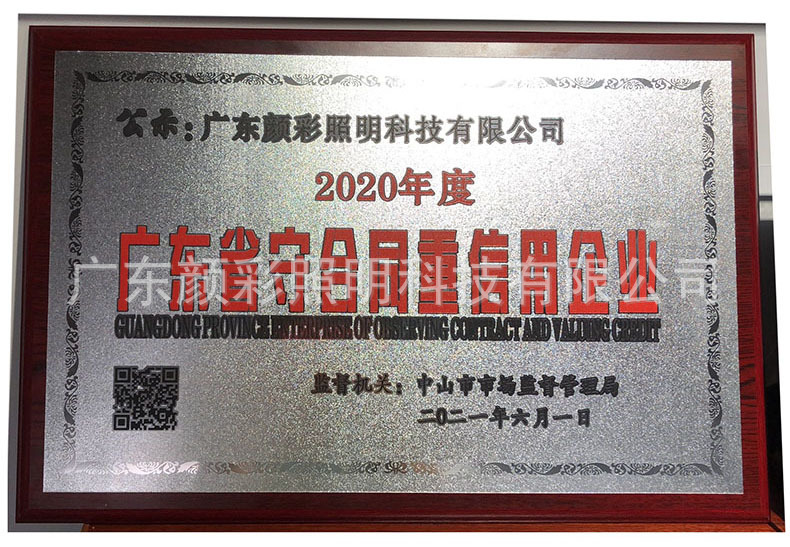 公示:广东颜彩照明科技有限公司
2020年度
广东省守合同重信用企业
广东颜彩照明科技有限公司
GUANGDONG PROVINCE ENTERPRISE OF OBSERVING CONTRACT AND VALUING CREDIT
监督机关:中山市市场监督管理局
二0二一年六月一日